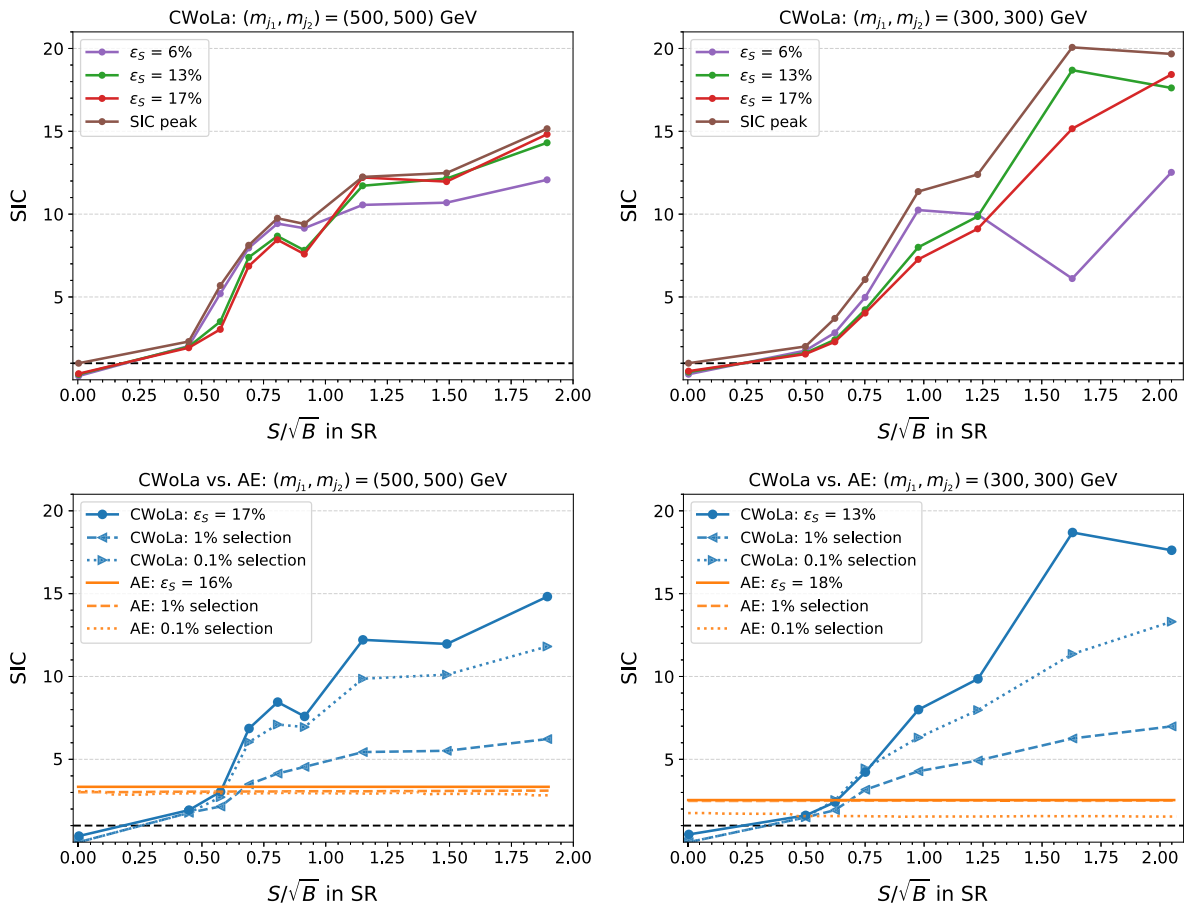 CWoLa: (m_{j_1}, m_{j_2}) = (500, 500) GeV
ε_S = 6%
ε_S = 13%
ε_S = 17%
SIC peak
20
15
10
5
SIC
0.00 0.25 0.50 0.75 1.00 1.25 1.50 1.75 2.00
S/√B in SR
CWoLa: (m_{j_1}, m_{j_2}) = (300, 300) GeV
ε_S = 6%
ε_S = 13%
ε_S = 17%
SIC peak
20
15
10
5
SIC
0.00 0.25 0.50 0.75 1.00 1.25 1.50 1.75 2.00
S/√B in SR
CWoLa vs. AE: (m_{j_1}, m_{j_2}) = (500, 500) GeV
CWoLa: ε_S = 17%
CWoLa: 1% selection
CWoLa: 0.1% selection
AE: ε_S = 16%
AE: 1% selection
AE: 0.1% selection
20
15
10
5
SIC
0.00 0.25 0.50 0.75 1.00 1.25 1.50 1.75 2.00
S/√B in SR
CWoLa vs. AE: (m_{j_1}, m_{j_2}) = (300, 300) GeV
CWoLa: ε_S = 13%
CWoLa: 1% selection
CWoLa: 0.1% selection
AE: ε_S = 18%
AE: 1% selection
AE: 0.1% selection
20
15
10
5
SIC
0.00 0.25 0.50 0.75 1.00 1.25 1.50 1.75 2.00
S/√B in SR